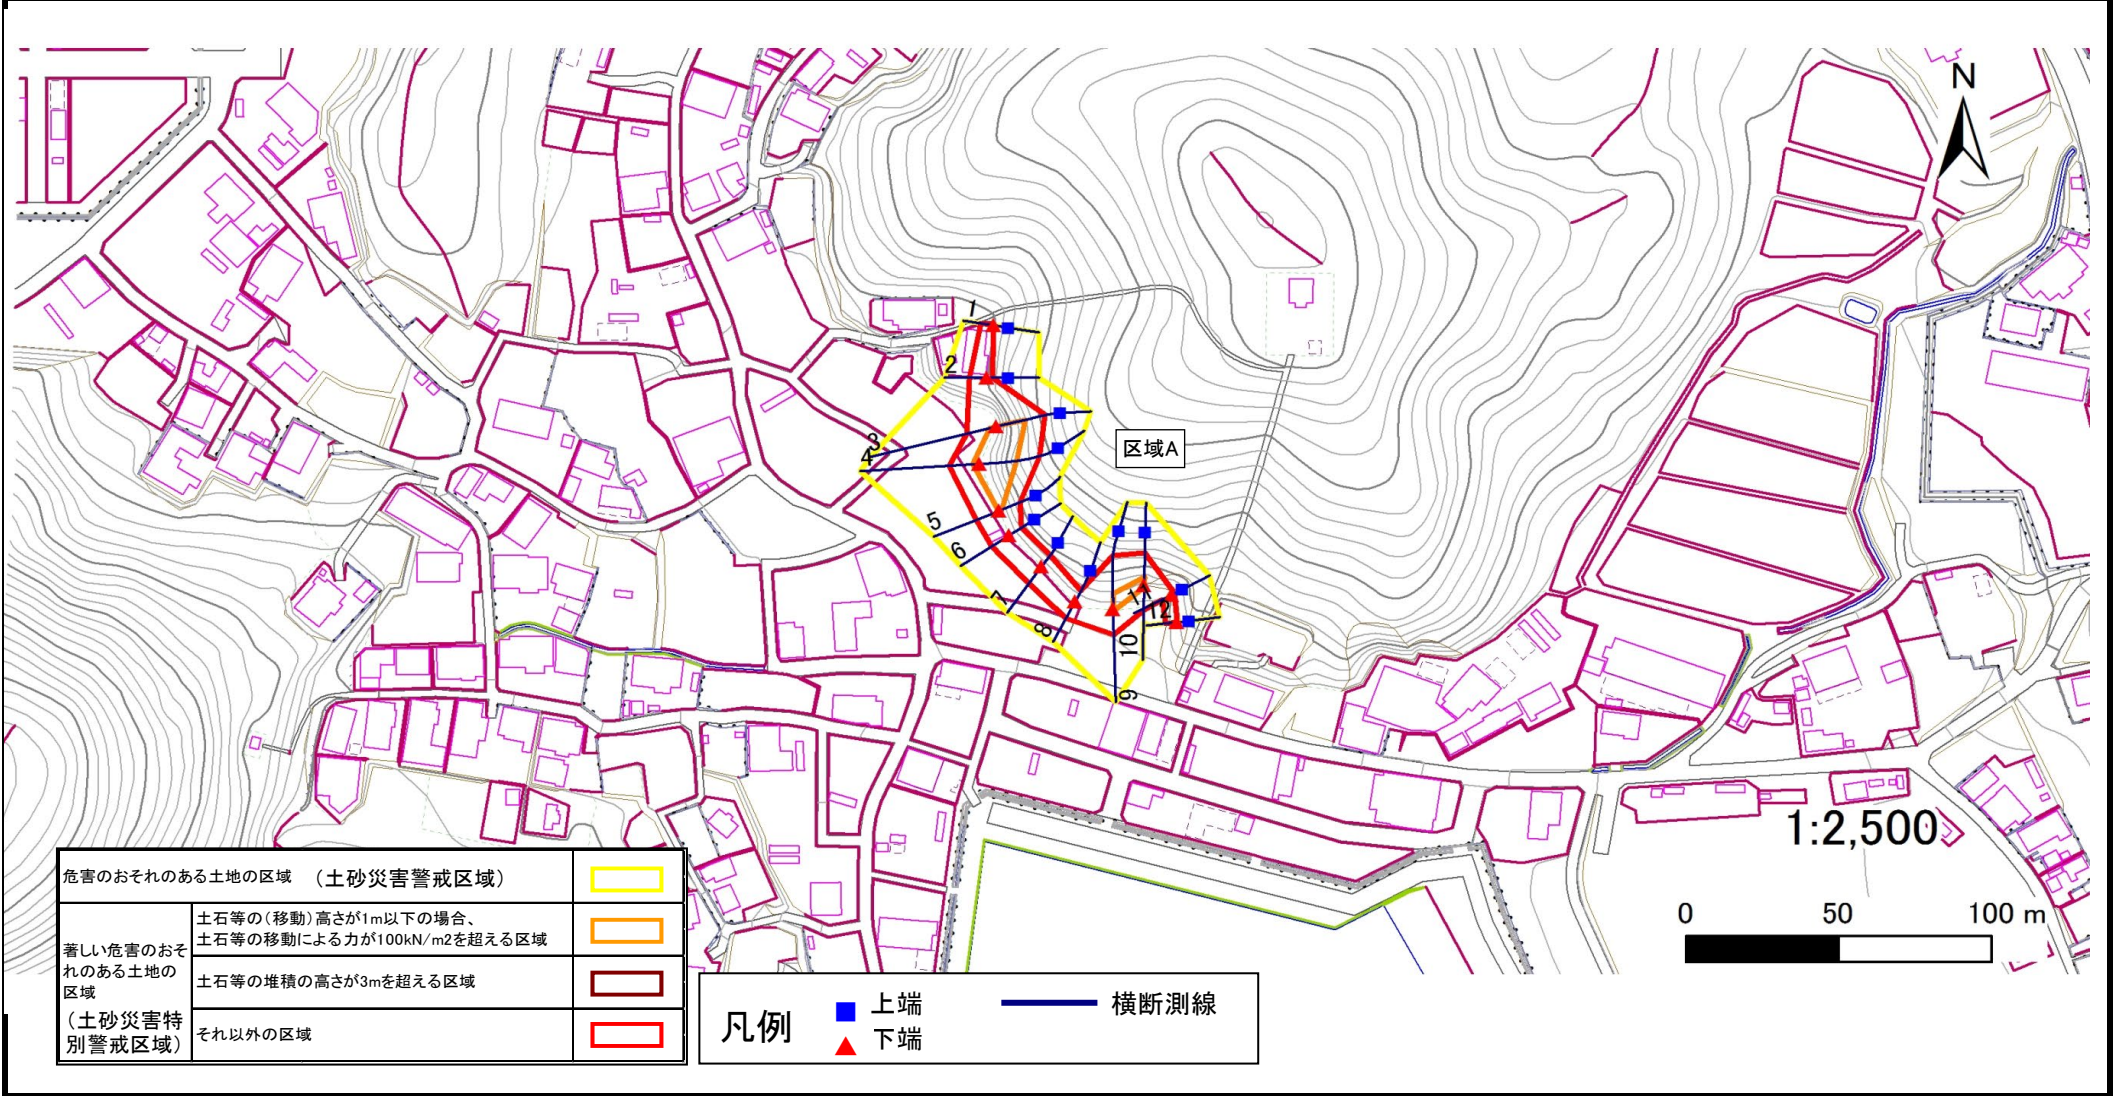 N
1
2
3
4
区域A
5
6
7
8
9
10
11
12
1:2,500
0 50 100 m
危害のおそれのある土地の区域 （土砂災害警戒区域）
著しい危害のおそ
れのある土地の
区域
（土砂災害特
別警戒区域）
土石等の（移動）高さが1m以下の場合、
土石等の移動による力が100kN/m2を超える区域
土石等の堆積の高さが3mを超える区域
それ以外の区域
凡例
上端
下端
横断測線